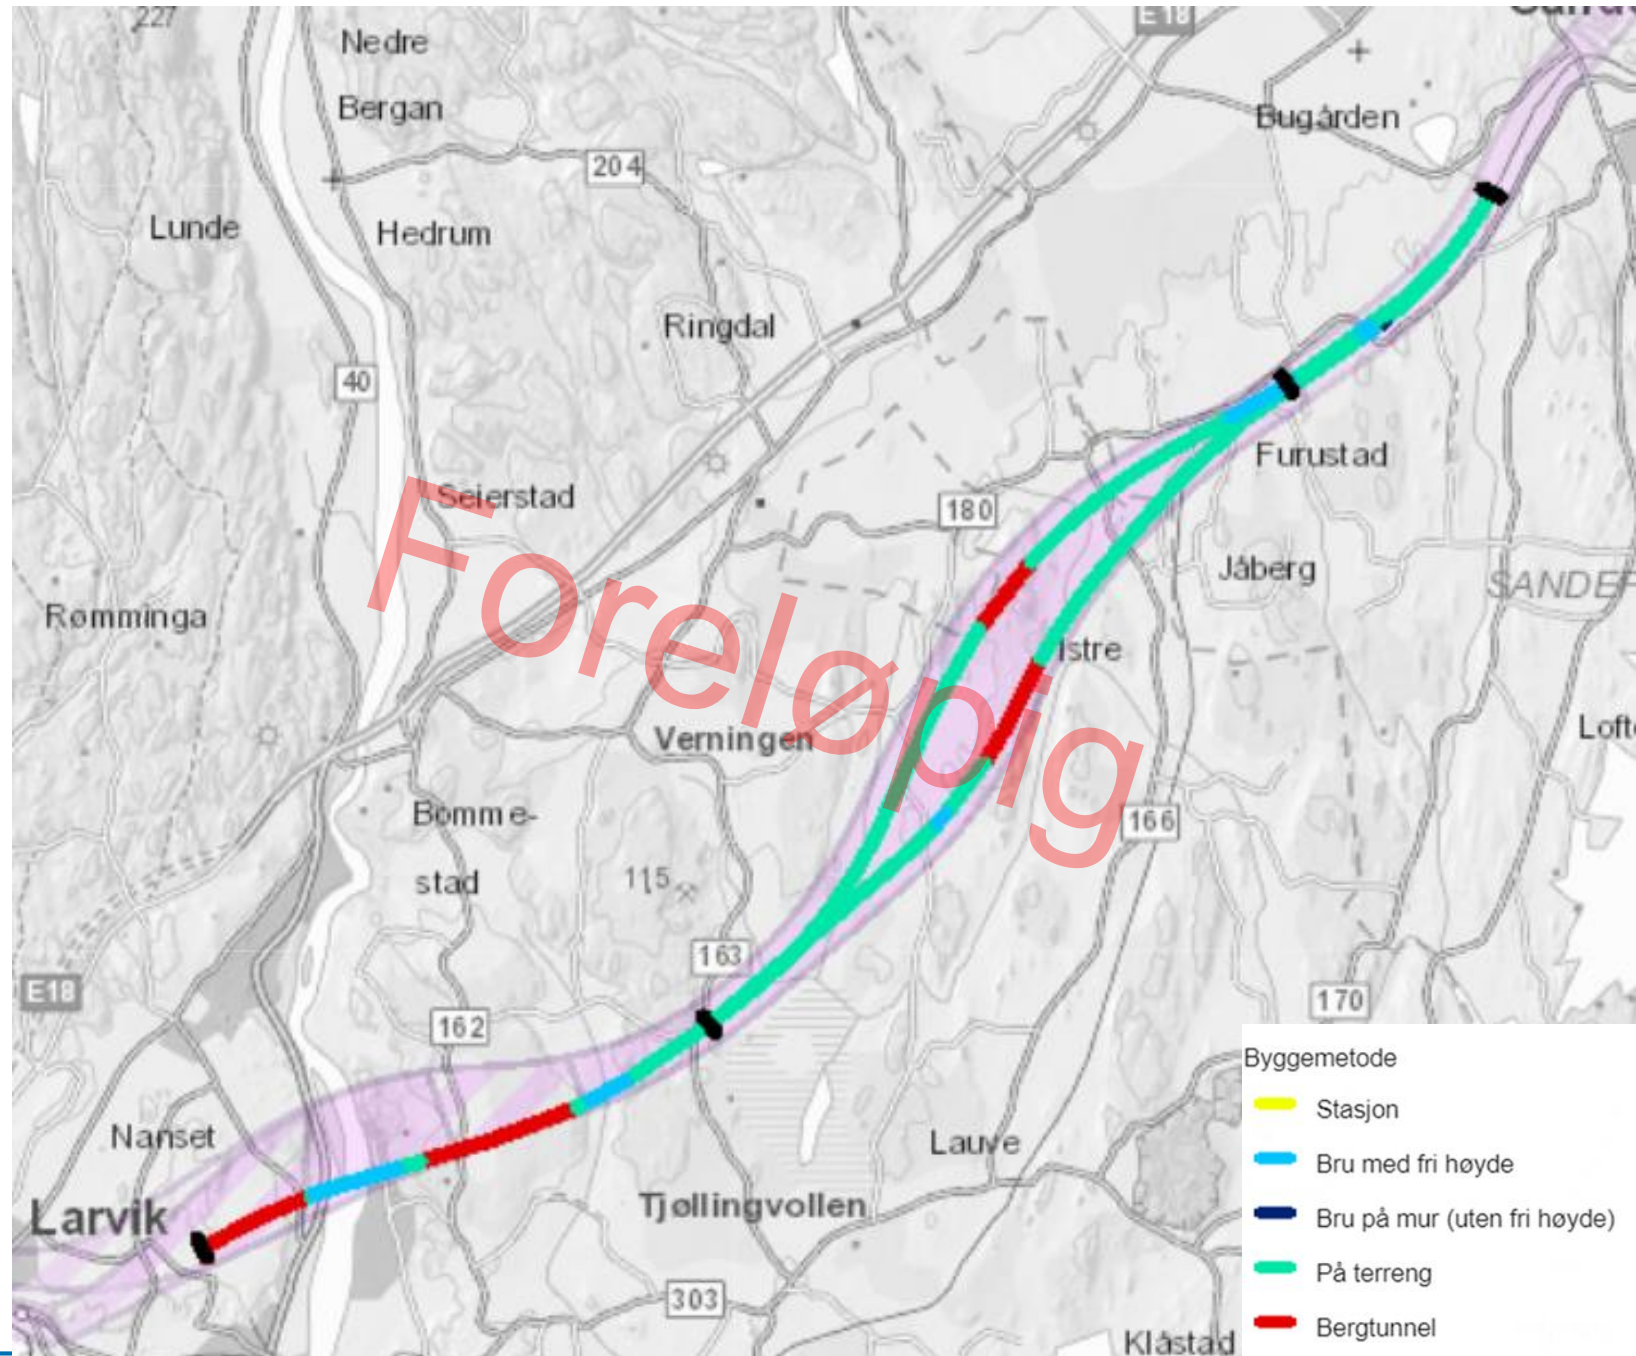 227
E18
Nedre
Bergan
Bugården
204
Lunde
Hedrum
Ringdal
40
Furustad
Seierstad
180
Jåberg
SANDEF
Rømminga
Istre
Foreløpig
Verningen
Lofte
Bomme-
stad
166
115
163
E18
170
162
Nanset
Lauve
Larvik
Tjøllingvollen
303
Klåstad
Byggemetode
Stasjon
Bru med fri høyde
Bru på mur (uten fri høyde)
På terreng
Bergtunnel